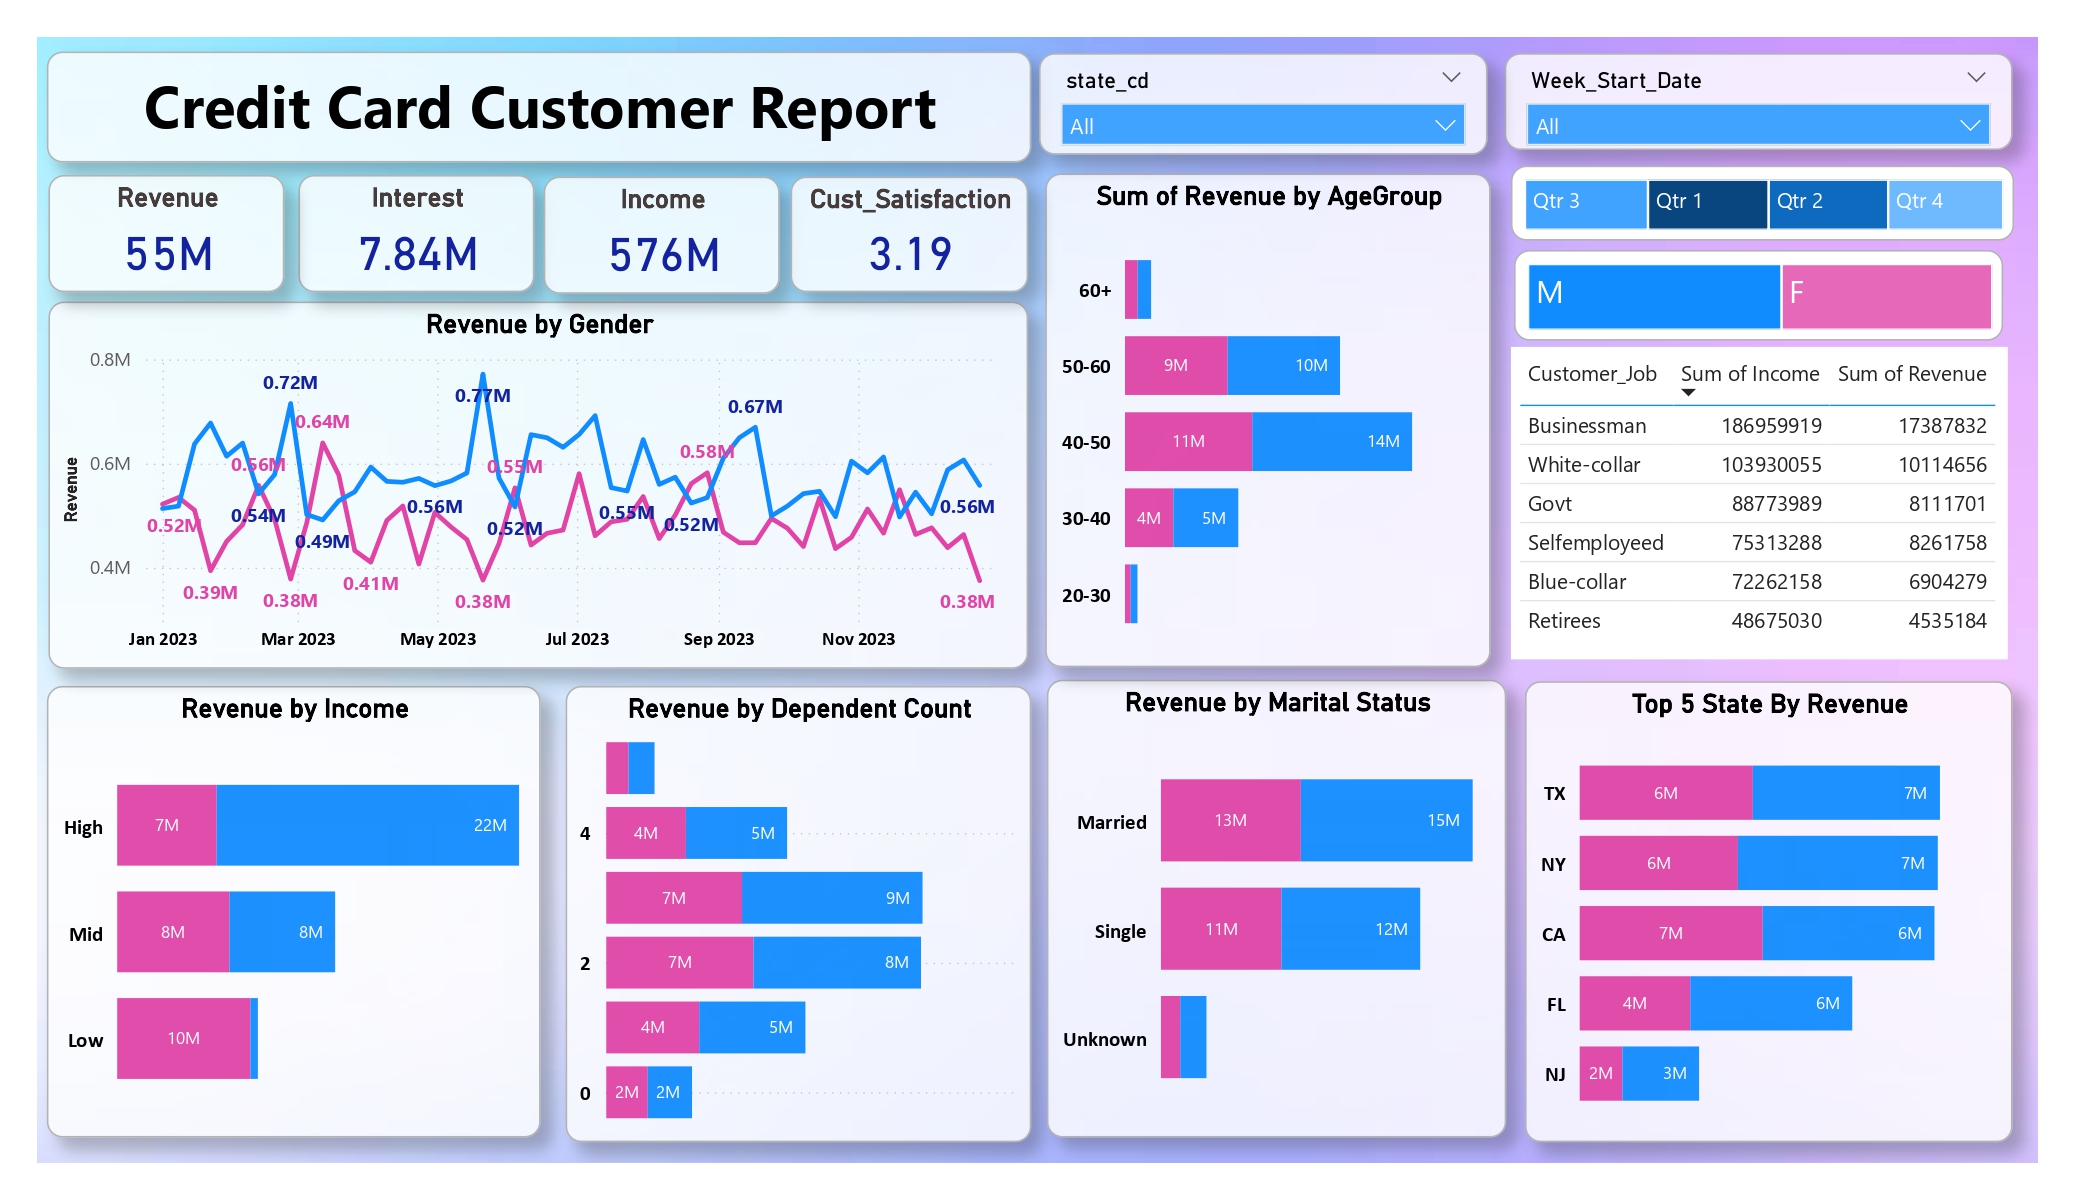 Credit Card Customer Report
state_cd
All
Week_Start_Date
All
Revenue
55M
Interest
7.84M
Income
576M
Cust_Satisfaction
3.19
Qtr 3 Qtr 1 Qtr 2 Qtr 4
M F
Revenue by Gender
Revenue
0.8M
0.6M
0.4M
0.72M
0.77M
0.67M
0.64M
0.56M
0.55M
0.58M
0.52M
0.54M
0.49M
0.56M
0.52M
0.55M
0.52M
0.56M
0.39M
0.38M
0.41M
0.38M
0.38M
Jan 2023 Mar 2023 May 2023 Jul 2023 Sep 2023 Nov 2023
Sum of Revenue by AgeGroup
60+
50-60 9M 10M
40-50 11M 14M
30-40 4M 5M
20-30
Customer_Job Sum of Income Sum of Revenue
Businessman 186959919 17387832
White-collar 103930055 10114656
Govt 88773989 8111701
Selfemployeed 75313288 8261758
Blue-collar 72262158 6904279
Retirees 48675030 4535184
Revenue by Income
High 7M 22M
Mid 8M 8M
Low 10M
Revenue by Dependent Count
4 4M 5M
7M 9M
2 7M 8M
4M 5M
0 2M 2M
Revenue by Marital Status
Married 13M 15M
Single 11M 12M
Unknown
Top 5 State By Revenue
TX 6M 7M
NY 6M 7M
CA 7M 6M
FL 4M 6M
NJ 2M 3M